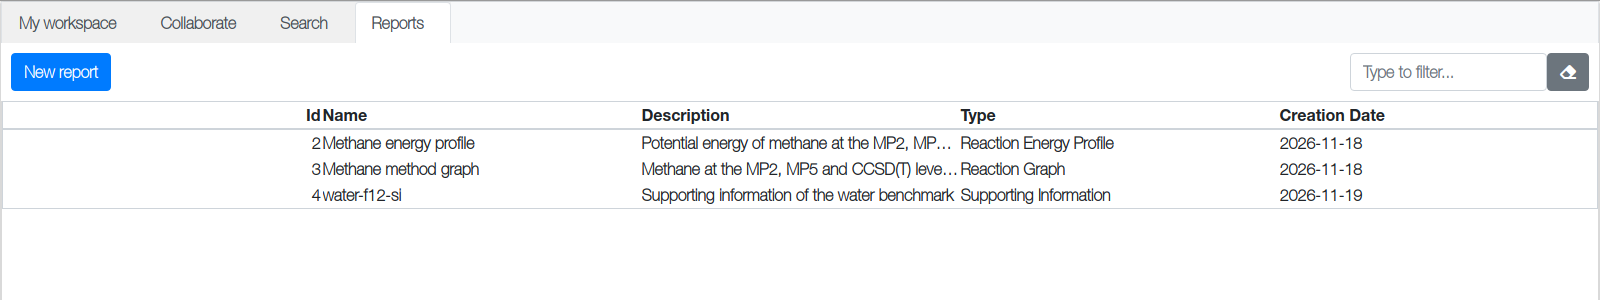 My workspace Collaborate Search Reports
New report Type to filter...
Id Name Description Type Creation Date
2 Methane energy profile Potential energy of methane at the MP2, MP... Reaction Energy Profile 2026-11-18
3 Methane method graph Methane at the MP2, MP5 and CCSD(T) leve... Reaction Graph 2026-11-18
4 water-f12-si Supporting information of the water benchmark Supporting Information 2026-11-19